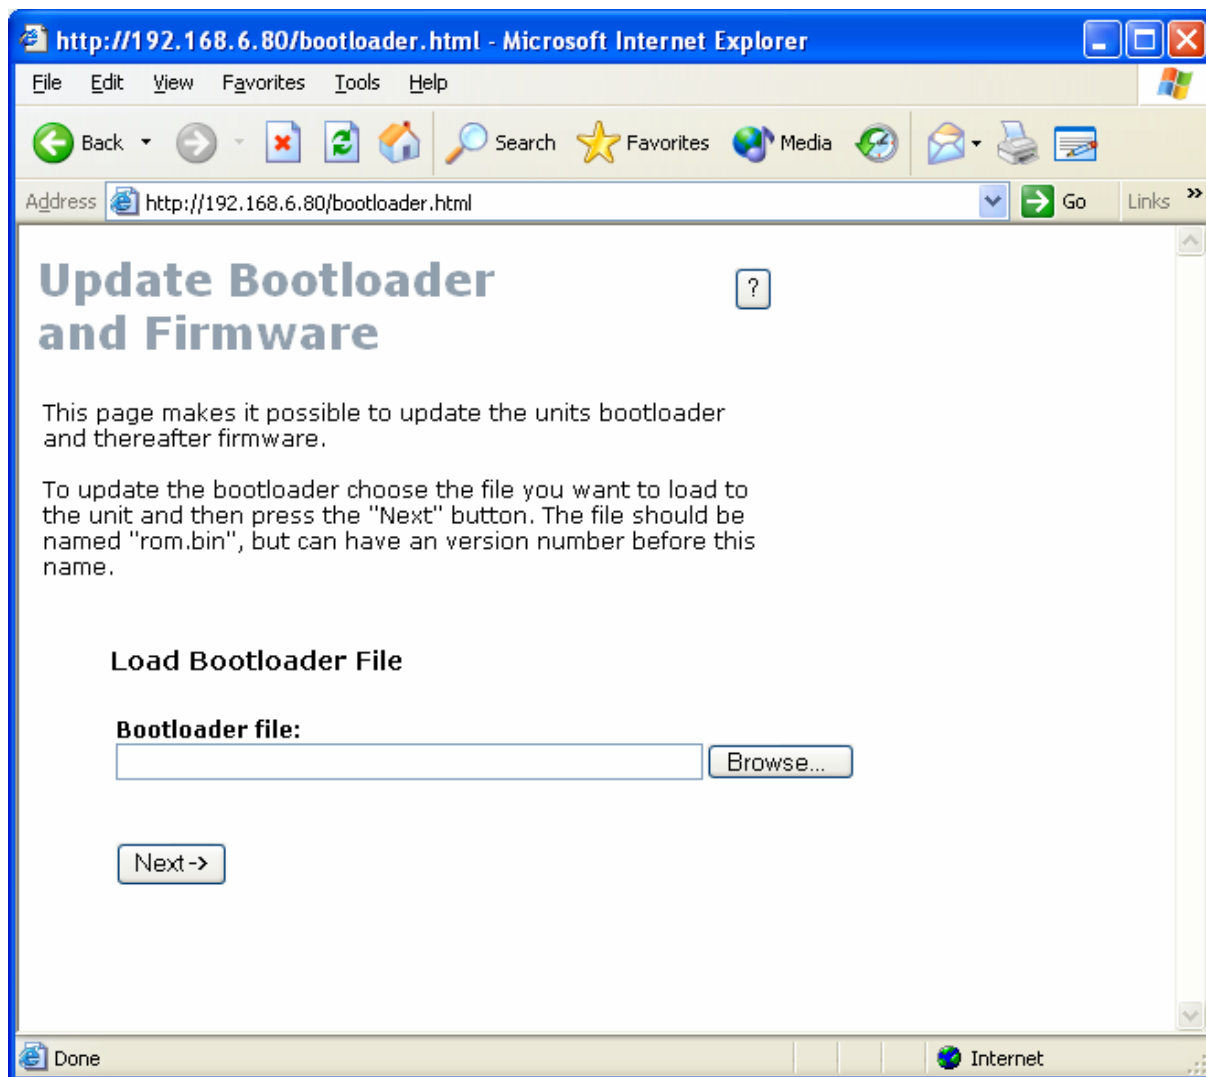 http://192.168.6.80/bootloader.html - Microsoft Internet Explorer
File Edit View Favorites Tools Help
Back Search Favorites Media
Address http://192.168.6.80/bootloader.html Go Links »
Update Bootloader
and Firmware
?
This page makes it possible to update the units bootloader
and thereafter firmware.
To update the bootloader choose the file you want to load to
the unit and then press the "Next" button. The file should be
named "rom.bin", but can have an version number before this
name.
Load Bootloader File
Bootloader file:
Browse...
Next->
Done Internet